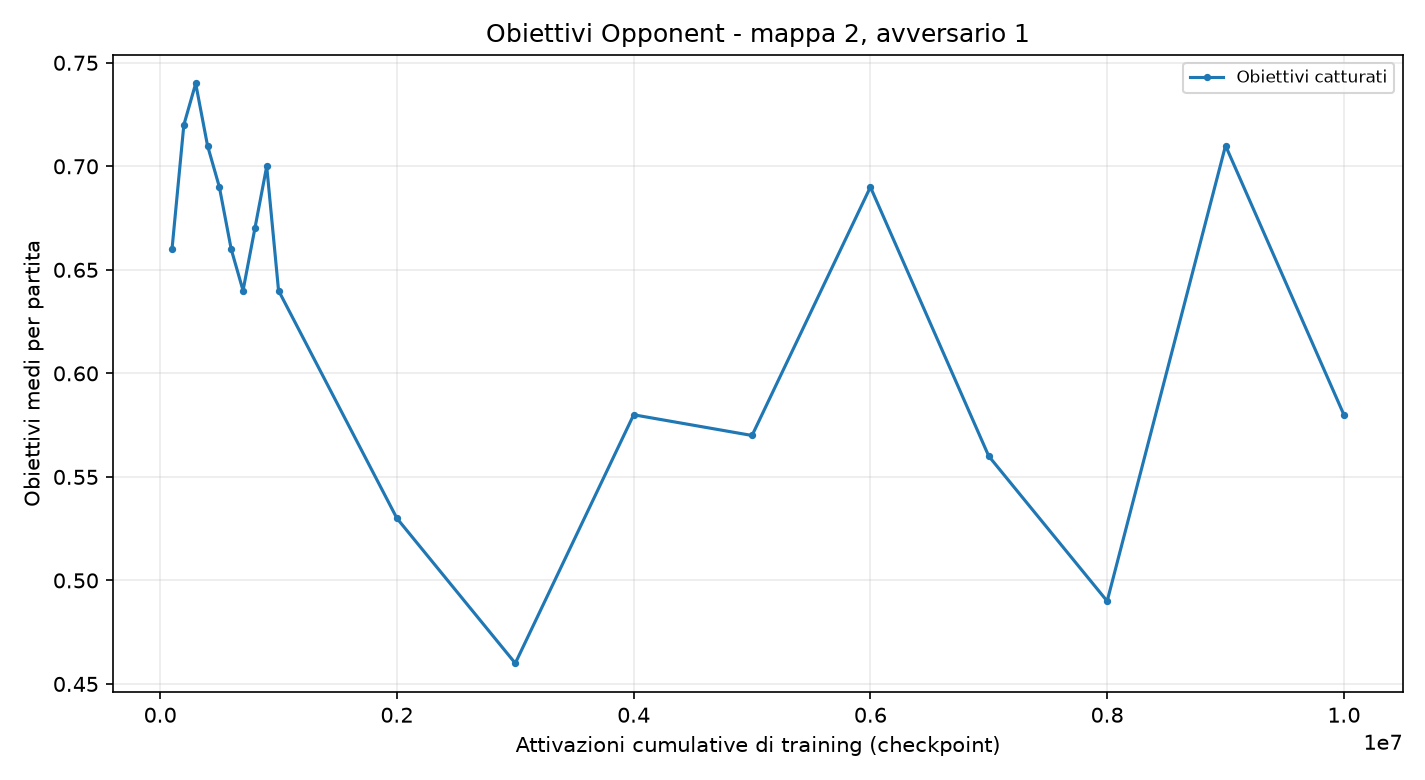 Obiettivi Opponent - mappa 2, avversario 1
Obiettivi catturati
Obiettivi medi per partita
0.75
0.70
0.65
0.60
0.55
0.50
0.45
0.0 0.2 0.4 0.6 0.8 1.0
1e7
Attivazioni cumulative di training (checkpoint)